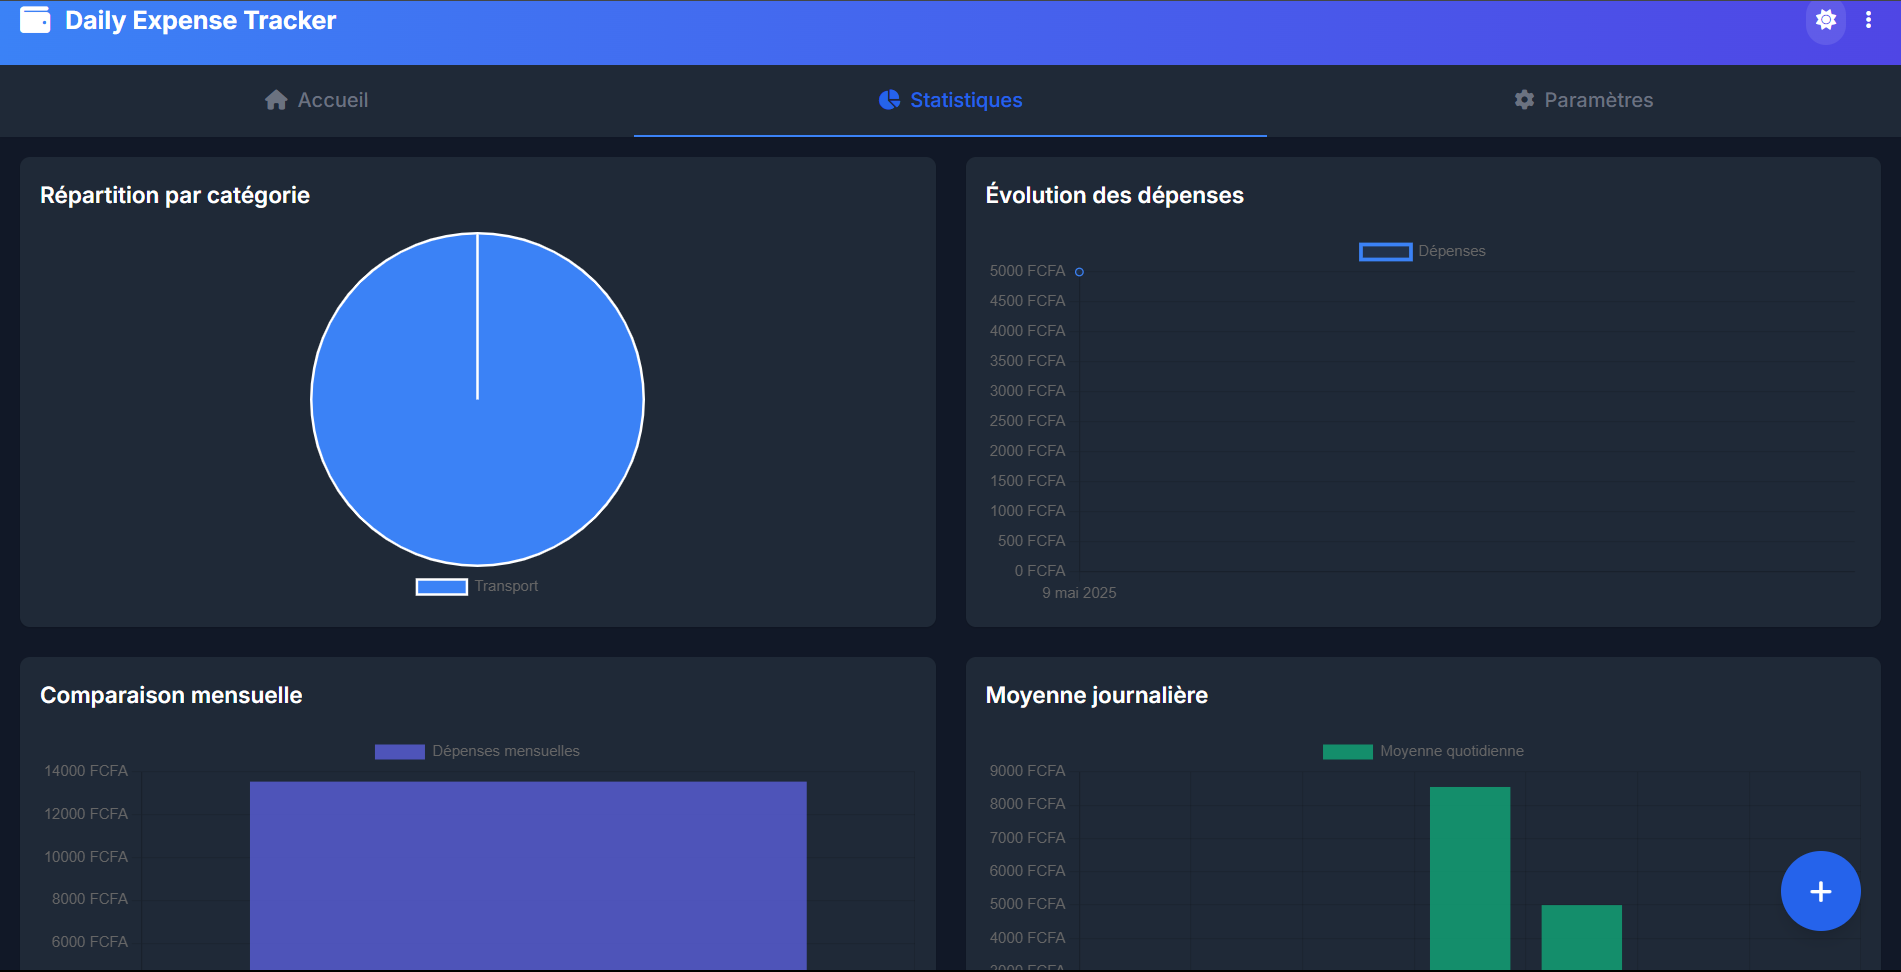 Daily Expense Tracker
Accueil
Statistiques
Paramètres
Répartition par catégorie
Transport
Évolution des dépenses
Dépenses
5000 FCFA
4500 FCFA
4000 FCFA
3500 FCFA
3000 FCFA
2500 FCFA
2000 FCFA
1500 FCFA
1000 FCFA
500 FCFA
0 FCFA
9 mai 2025
Comparaison mensuelle
Dépenses mensuelles
14000 FCFA
12000 FCFA
10000 FCFA
8000 FCFA
6000 FCFA
Moyenne journalière
Moyenne quotidienne
9000 FCFA
8000 FCFA
7000 FCFA
6000 FCFA
5000 FCFA
4000 FCFA
3000 FCFA